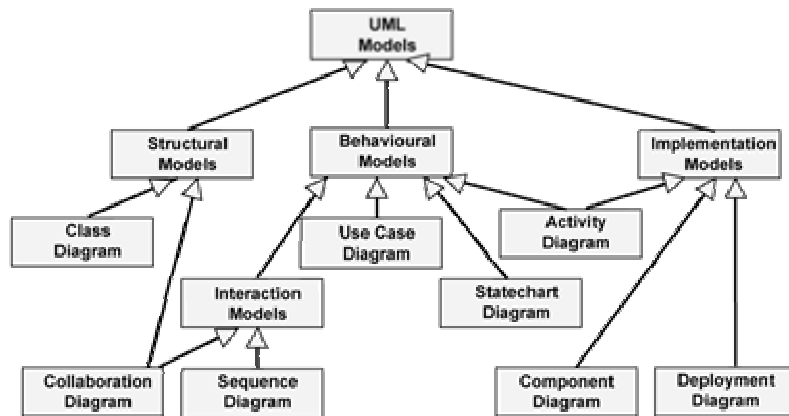 UML
Models
Structural
Models
Behavioural
Models
Implementation
Models
Class
Diagram
Use Case
Diagram
Activity
Diagram
Interaction
Models
Statechart
Diagram
Collaboration
Diagram
Sequence
Diagram
Component
Diagram
Deployment
Diagram